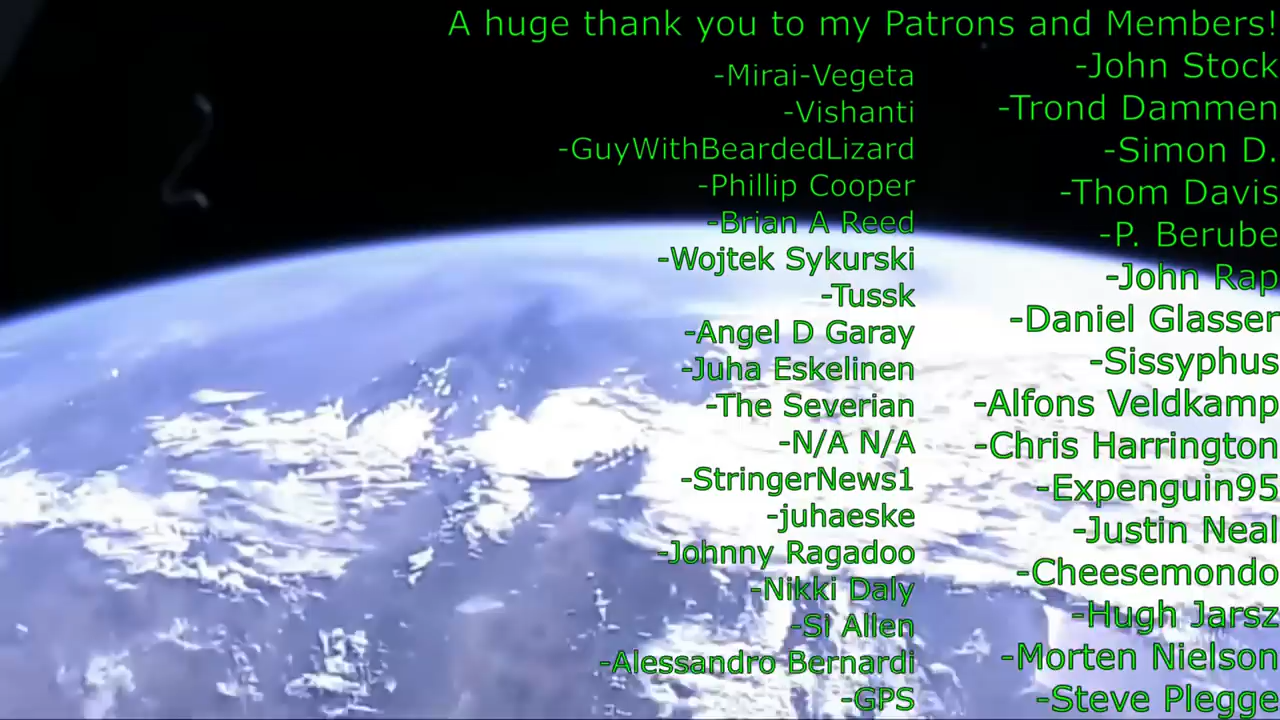 A huge thank you to my Patrons and Members!
-Mirai-Vegeta
-Vishanti
-GuyWithBeardedLizard
-Phillip Cooper
-Brian A Reed
-Wojtek Sykurski
-Tussk
-Angel D Garay
-Juha Eskelinen
-The Severian
-N/A N/A
-StringerNews1
-juhaeske
-Johnny Ragadoo
-Nikki Daly
-Si Allen
-Alessandro Bernardi
-GPS
-John Stock
-Trond Dammen
-Simon D.
-Thom Davis
-P. Berube
-John Rap
-Daniel Glasser
-Sissyphus
-Alfons Veldkamp
-Chris Harrington
-Expenguin95
-Justin Neal
-Cheesemondo
-Hugh Jarsz
-Morten Nielson
-Steve Plegge